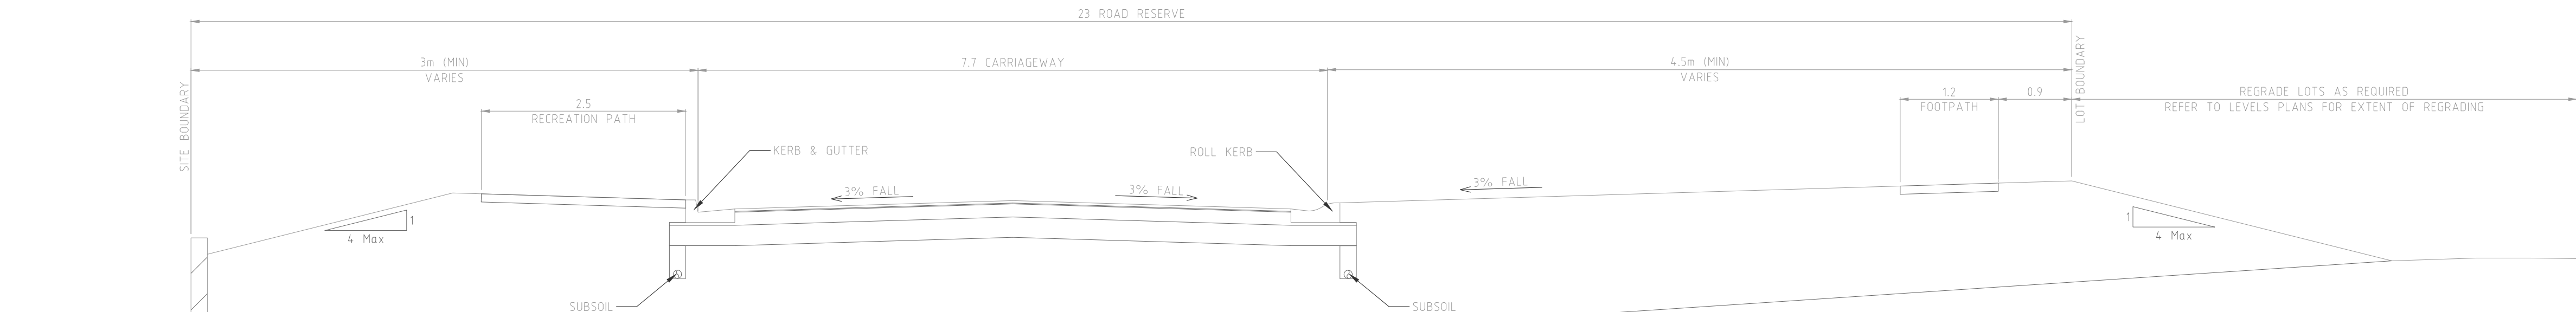 23 ROAD RESERVE
3m (MIN)
VARIES
7.7 CARRIAGEWAY
4.5m (MIN)
VARIES
SITE BOUNDARY
LOT BOUNDARY
2.5
RECREATION PATH
1.2
FOOTPATH
0.9
REGRADE LOTS AS REQUIRED
REFER TO LEVELS PLANS FOR EXTENT OF REGRADING
KERB & GUTTER
ROLL KERB
3% FALL
3% FALL
3% FALL
1
4 Max
1
4 Max
SUBSOIL
SUBSOIL